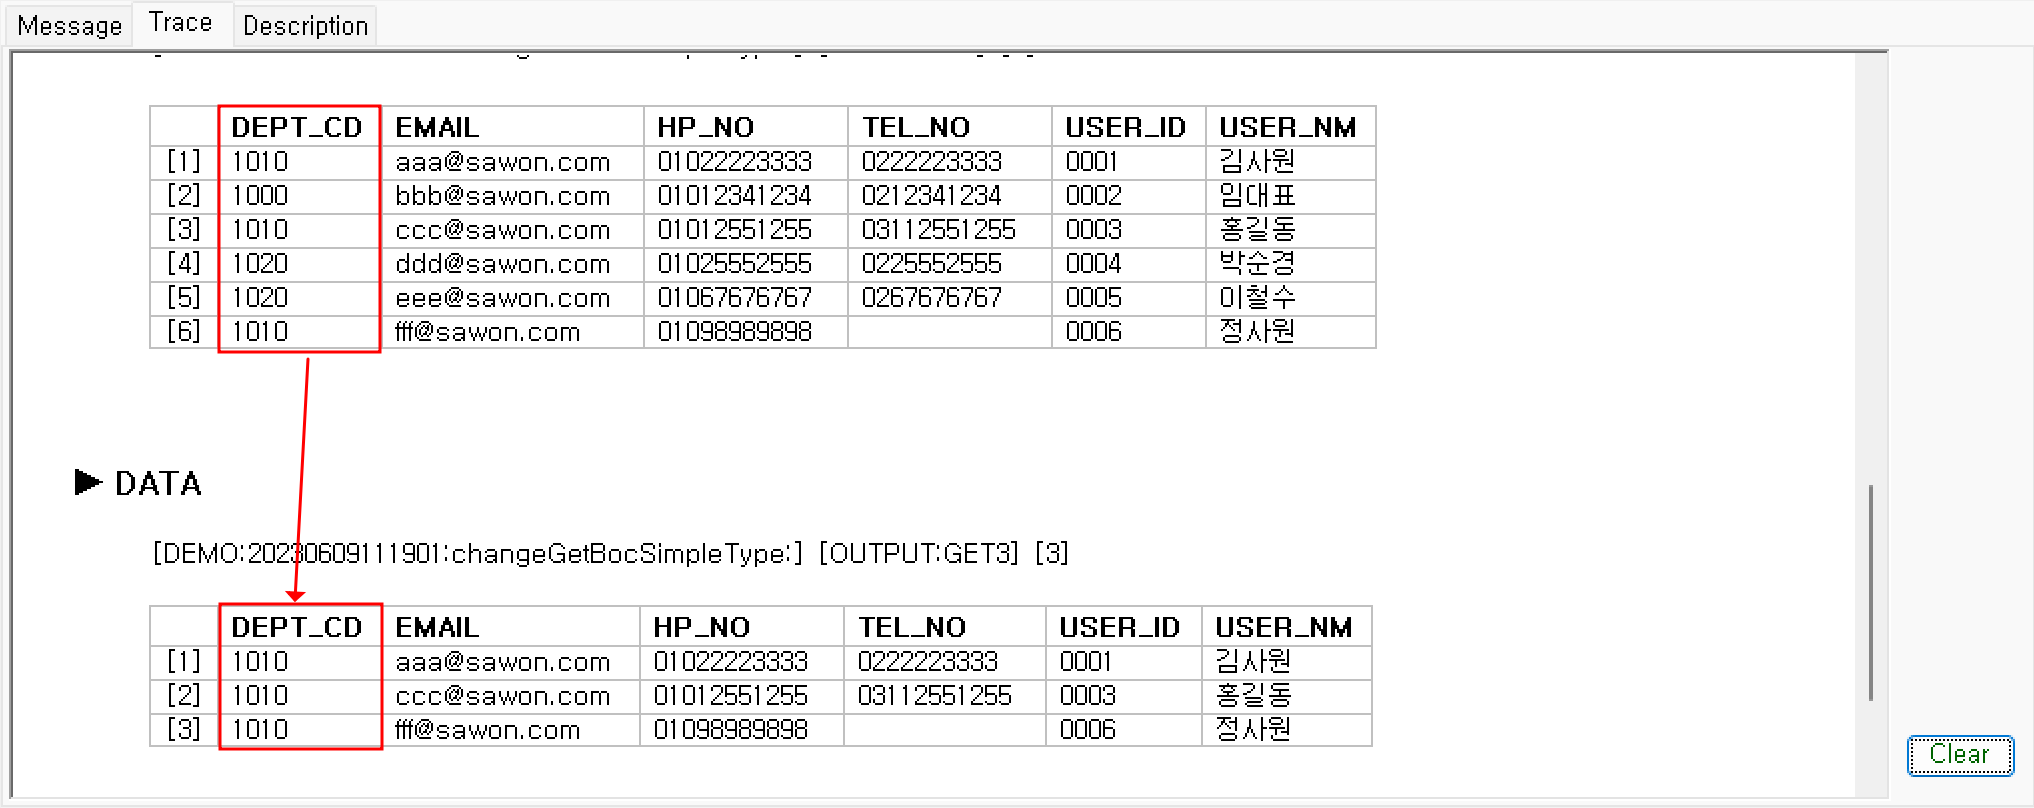 Message Trace Description
DEPT_CD EMAIL HP_NO TEL_NO USER_ID USER_NM
[1] 1010 aaa@sawon.com 01022223333 0222223333 0001 김사원
[2] 1000 bbb@sawon.com 01012341234 0212341234 0002 임대표
[3] 1010 ccc@sawon.com 01012551255 03112551255 0003 홍길동
[4] 1020 ddd@sawon.com 01025552555 0225552555 0004 박순경
[5] 1020 eee@sawon.com 01067676767 0267676767 0005 이철수
[6] 1010 fff@sawon.com 01098989898 0006 정사원
▶ DATA
[DEMO:20230609111901:changeGetBocSimpleType:] [OUTPUT:GET3] [3]
DEPT_CD EMAIL HP_NO TEL_NO USER_ID USER_NM
[1] 1010 aaa@sawon.com 01022223333 0222223333 0001 김사원
[2] 1010 ccc@sawon.com 01012551255 03112551255 0003 홍길동
[3] 1010 fff@sawon.com 01098989898 0006 정사원
Clear